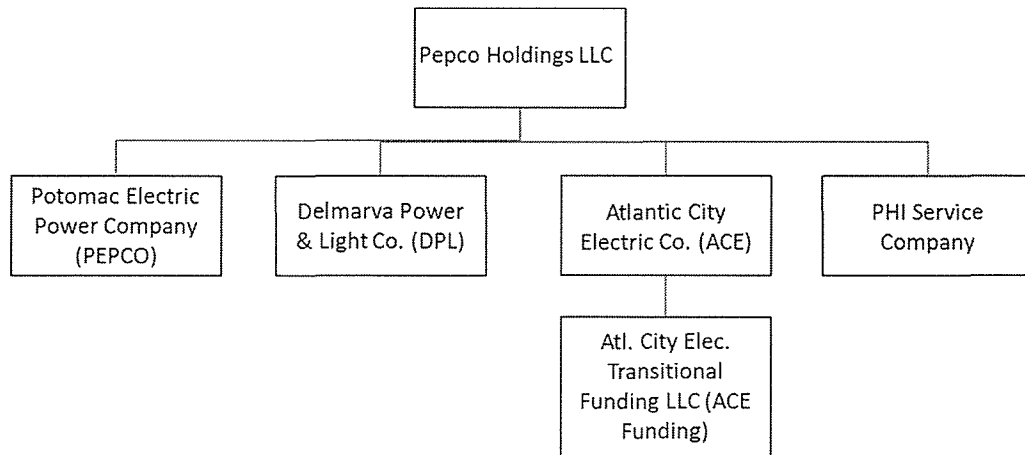 Pepco Holdings LLC
Potomac Electric
Power Company
(PEPCO)
Delmarva Power
& Light Co. (DPL)
Atlantic City
Electric Co. (ACE)
PHI Service
Company
Atl. City Elec.
Transitional
Funding LLC (ACE
Funding)